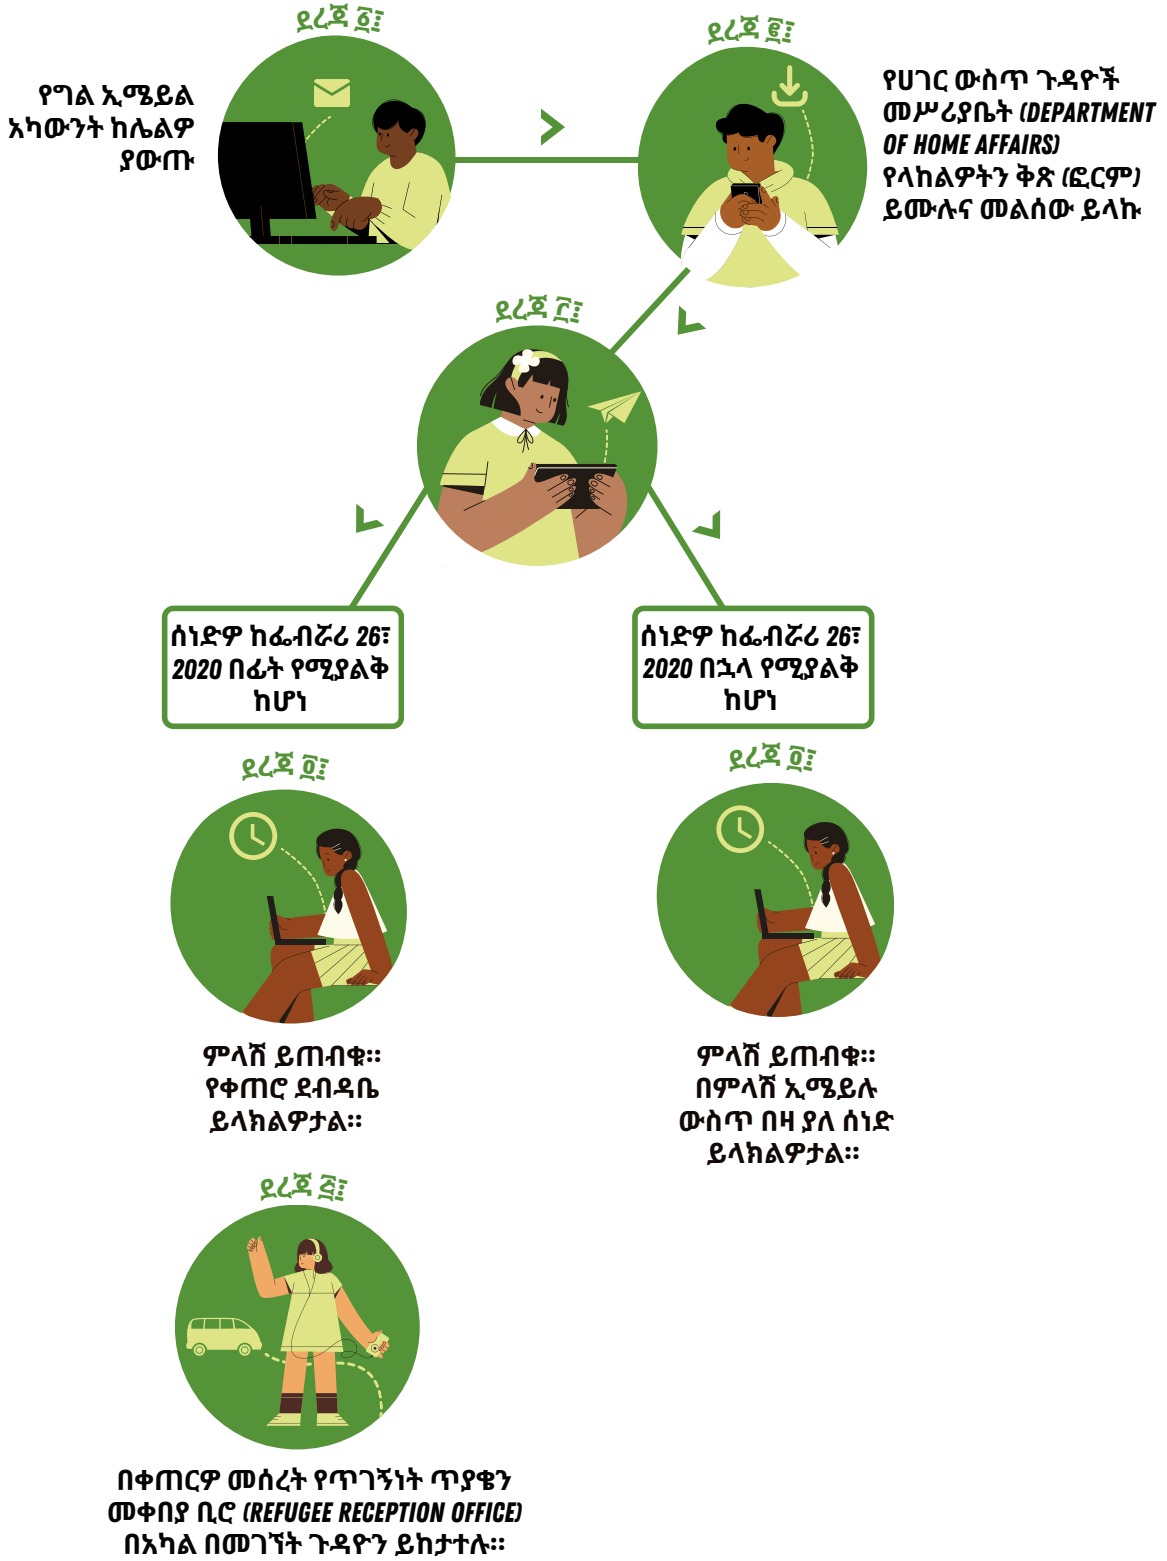 ደረጃ ፩፤
የግል ኢሜይል
አካውንት ከሌልዎ
ያውጡ
ደረጃ ፪፤
የሀገር ውስጥ ጉዳዮች
መሥሪያቤት (DEPARTMENT
OF HOME AFFAIRS)
የላከልዎትን ቅጽ (ፎርም)
ይሙሉና መልሰው ይላኩ
ደረጃ ፫፤
ሰነድዎ ከፌብሯሪ 26፣
2020 በፊት የሚያልቅ
ከሆነ
ደረጃ ፬፤
ምላሽ ይጠብቁ።
የቀጠሮ ደብዳቤ
ይላክልዎታል።
ደረጃ ፭፤
በቀጠርዎ መሰረት የጥገኝነት ጥያቄን
መቀበያ ቢሮ (REFUGEE RECEPTION OFFICE)
በአካል በመገኘት ጉዳዮን ይከታተሉ።
ሰነድዎ ከፌብሯሪ 26፣
2020 በኋላ የሚያልቅ
ከሆነ
ደረጃ ፬፤
ምላሽ ይጠብቁ።
በምላሽ ኢሜይሉ
ውስጥ በዛ ያለ ሰነድ
ይላክልዎታል።